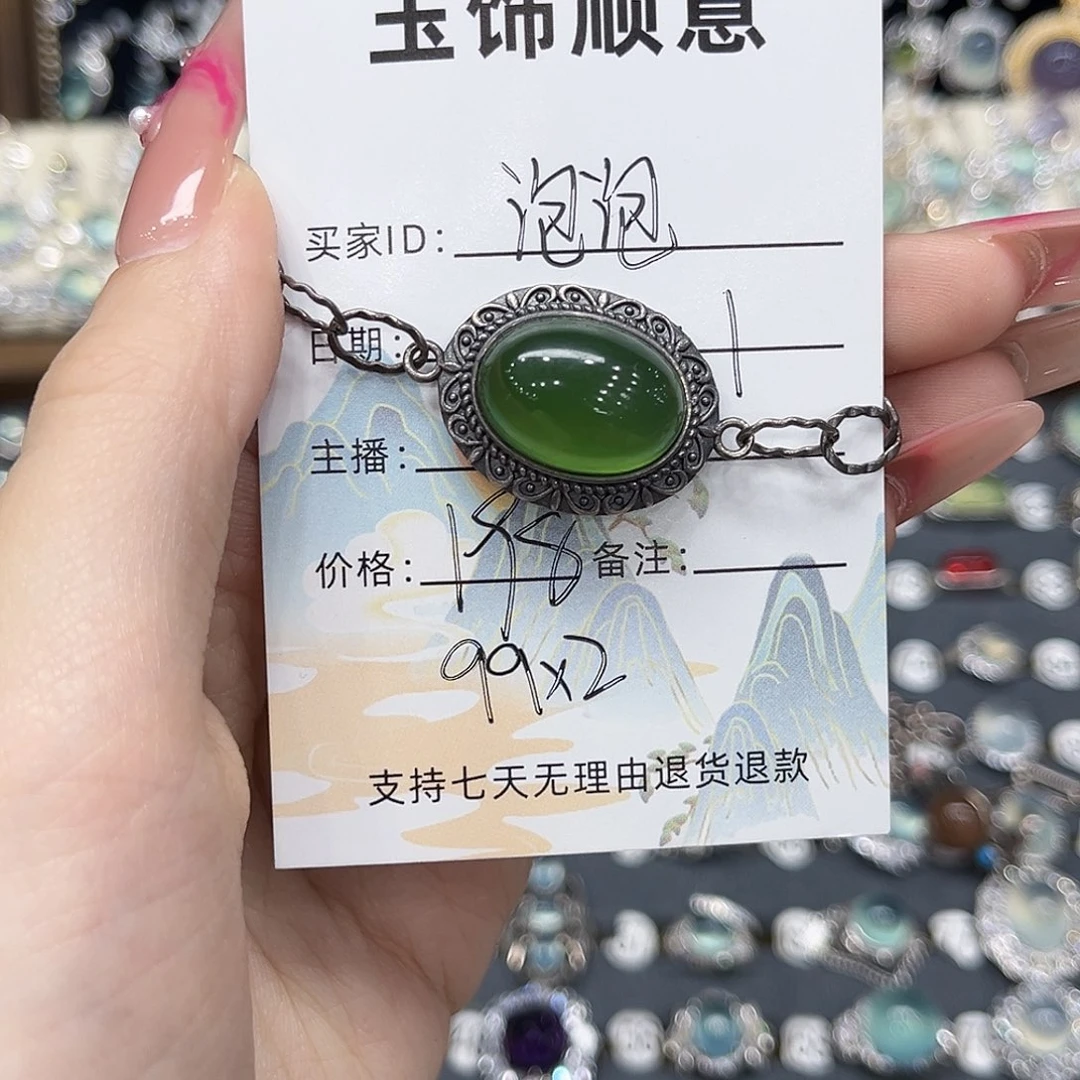 玉饰顺意
买家ID: 泡泡
日期: 1
主播:
价格: 198 备注:
99x2
支持七天无理由退货退款